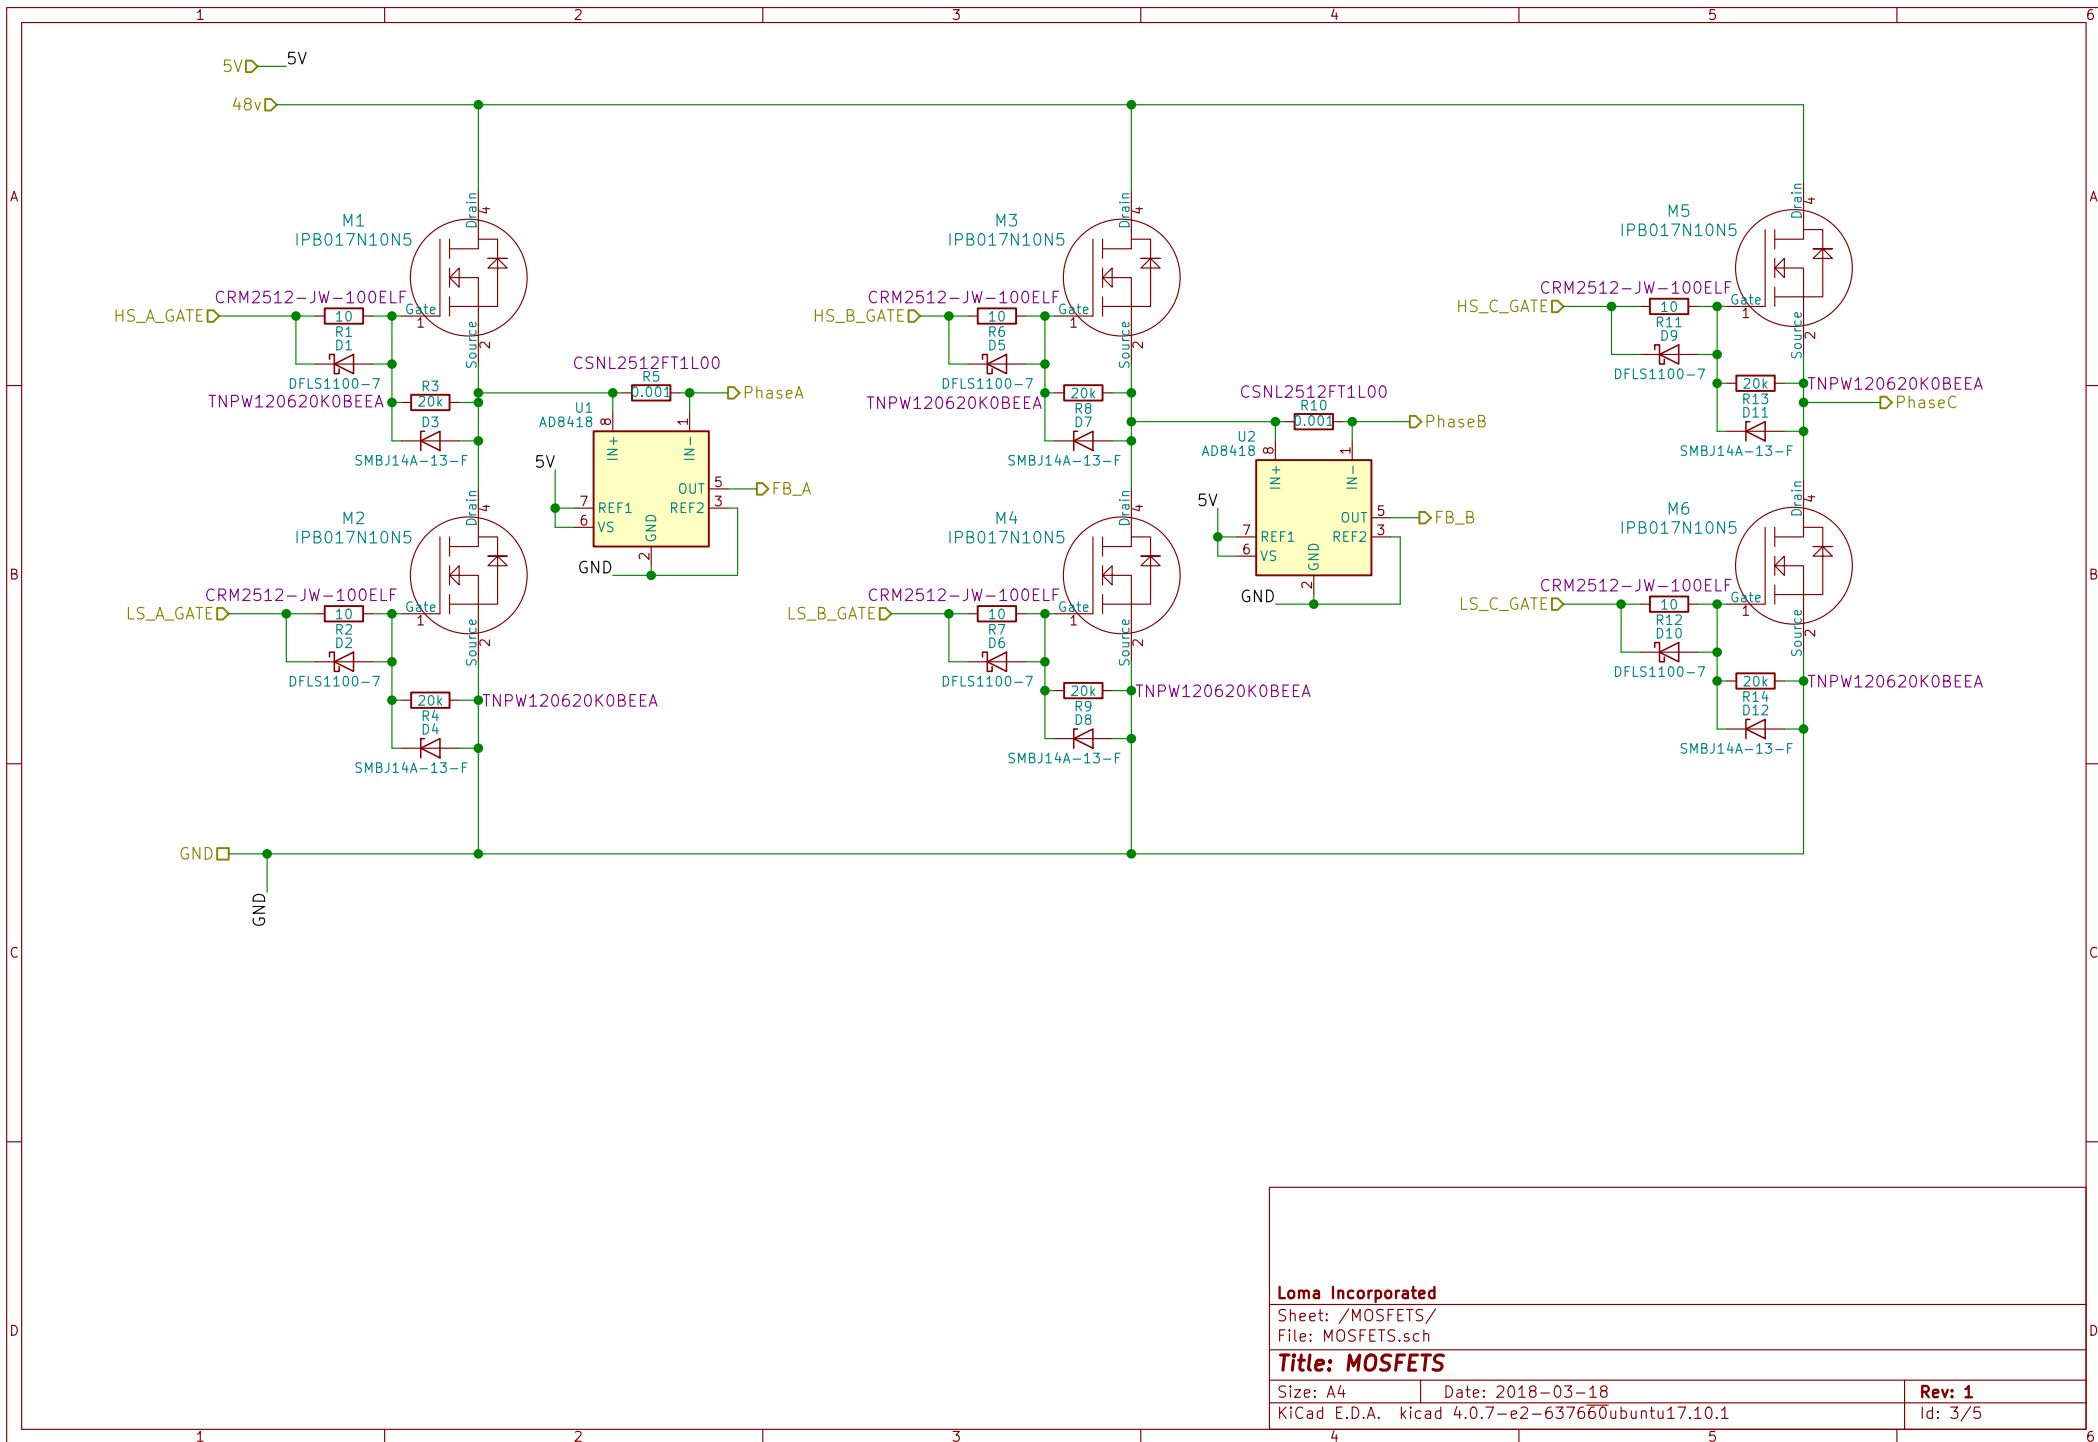 1 2 3 4 5 6
5V 5V
48v
A A
M1
IPB017N10N5
Drain
4
CRM2512-JW-100ELF
HS_A_GATE
10
R1
Gate
1
Source
2
D1
DFLS1100-7
R3
20k
TNPW120620K0BEEA
D3
SMBJ14A-13-F
CSNL2512FT1L00
R5
0.001
PhaseA
U1
AD8418
8
IN+
1
IN-
5V
OUT
5
FB_A
7
REF1
REF2
3
6
VS
GND
2
GND
M2
IPB017N10N5
Drain
4
CRM2512-JW-100ELF
LS_A_GATE
10
R2
Gate
1
Source
2
D2
DFLS1100-7
20k
R4
TNPW120620K0BEEA
D4
SMBJ14A-13-F
M3
IPB017N10N5
Drain
4
CRM2512-JW-100ELF
HS_B_GATE
10
R6
Gate
1
Source
2
D5
DFLS1100-7
20k
R8
TNPW120620K0BEEA
D7
SMBJ14A-13-F
CSNL2512FT1L00
R10
0.001
PhaseB
U2
AD8418
8
IN+
1
IN-
5V
OUT
5
FB_B
7
REF1
REF2
3
6
VS
GND
2
GND
M4
IPB017N10N5
Drain
4
CRM2512-JW-100ELF
LS_B_GATE
10
R7
Gate
1
Source
2
D6
DFLS1100-7
20k
R9
TNPW120620K0BEEA
D8
SMBJ14A-13-F
M5
IPB017N10N5
Drain
4
CRM2512-JW-100ELF
HS_C_GATE
10
R11
Gate
1
Source
2
D9
DFLS1100-7
20k
R13
TNPW120620K0BEEA
D11
SMBJ14A-13-F
PhaseC
M6
IPB017N10N5
Drain
4
CRM2512-JW-100ELF
LS_C_GATE
10
R12
Gate
1
Source
2
D10
DFLS1100-7
20k
R14
TNPW120620K0BEEA
D12
SMBJ14A-13-F
B B
GND
GND
C C
D D
Loma Incorporated
Sheet: /MOSFETS/
File: MOSFETS.sch
Title: MOSFETS
Size: A4 Date: 2018-03-18 Rev: 1
KiCad E.D.A. kicad 4.0.7-e2-637660ubuntu17.10.1 Id: 3/5
1 2 3 4 5 6